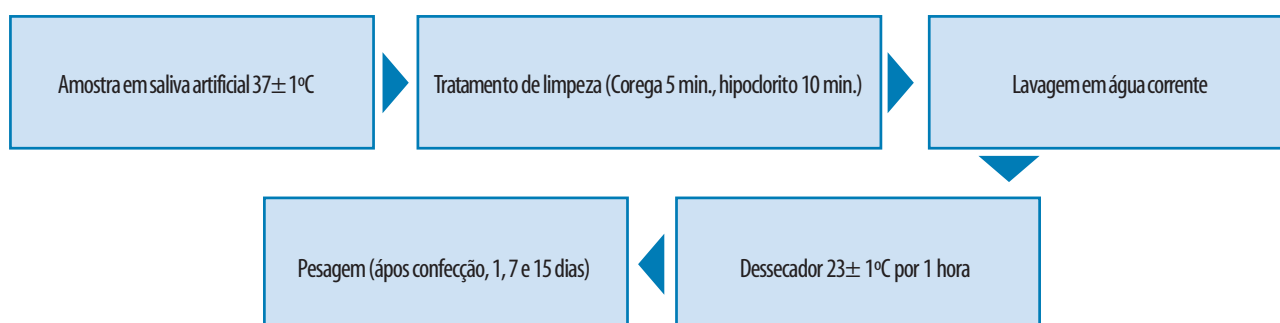 Amostra em saliva artificial 37± 1ºC
Tratamento de limpeza (Corega 5 min., hipoclorito 10 min.)
Lavagem em água corrente
Dessecador 23± 1ºC por 1 hora
Pesagem (ápos confecção, 1, 7 e 15 dias)